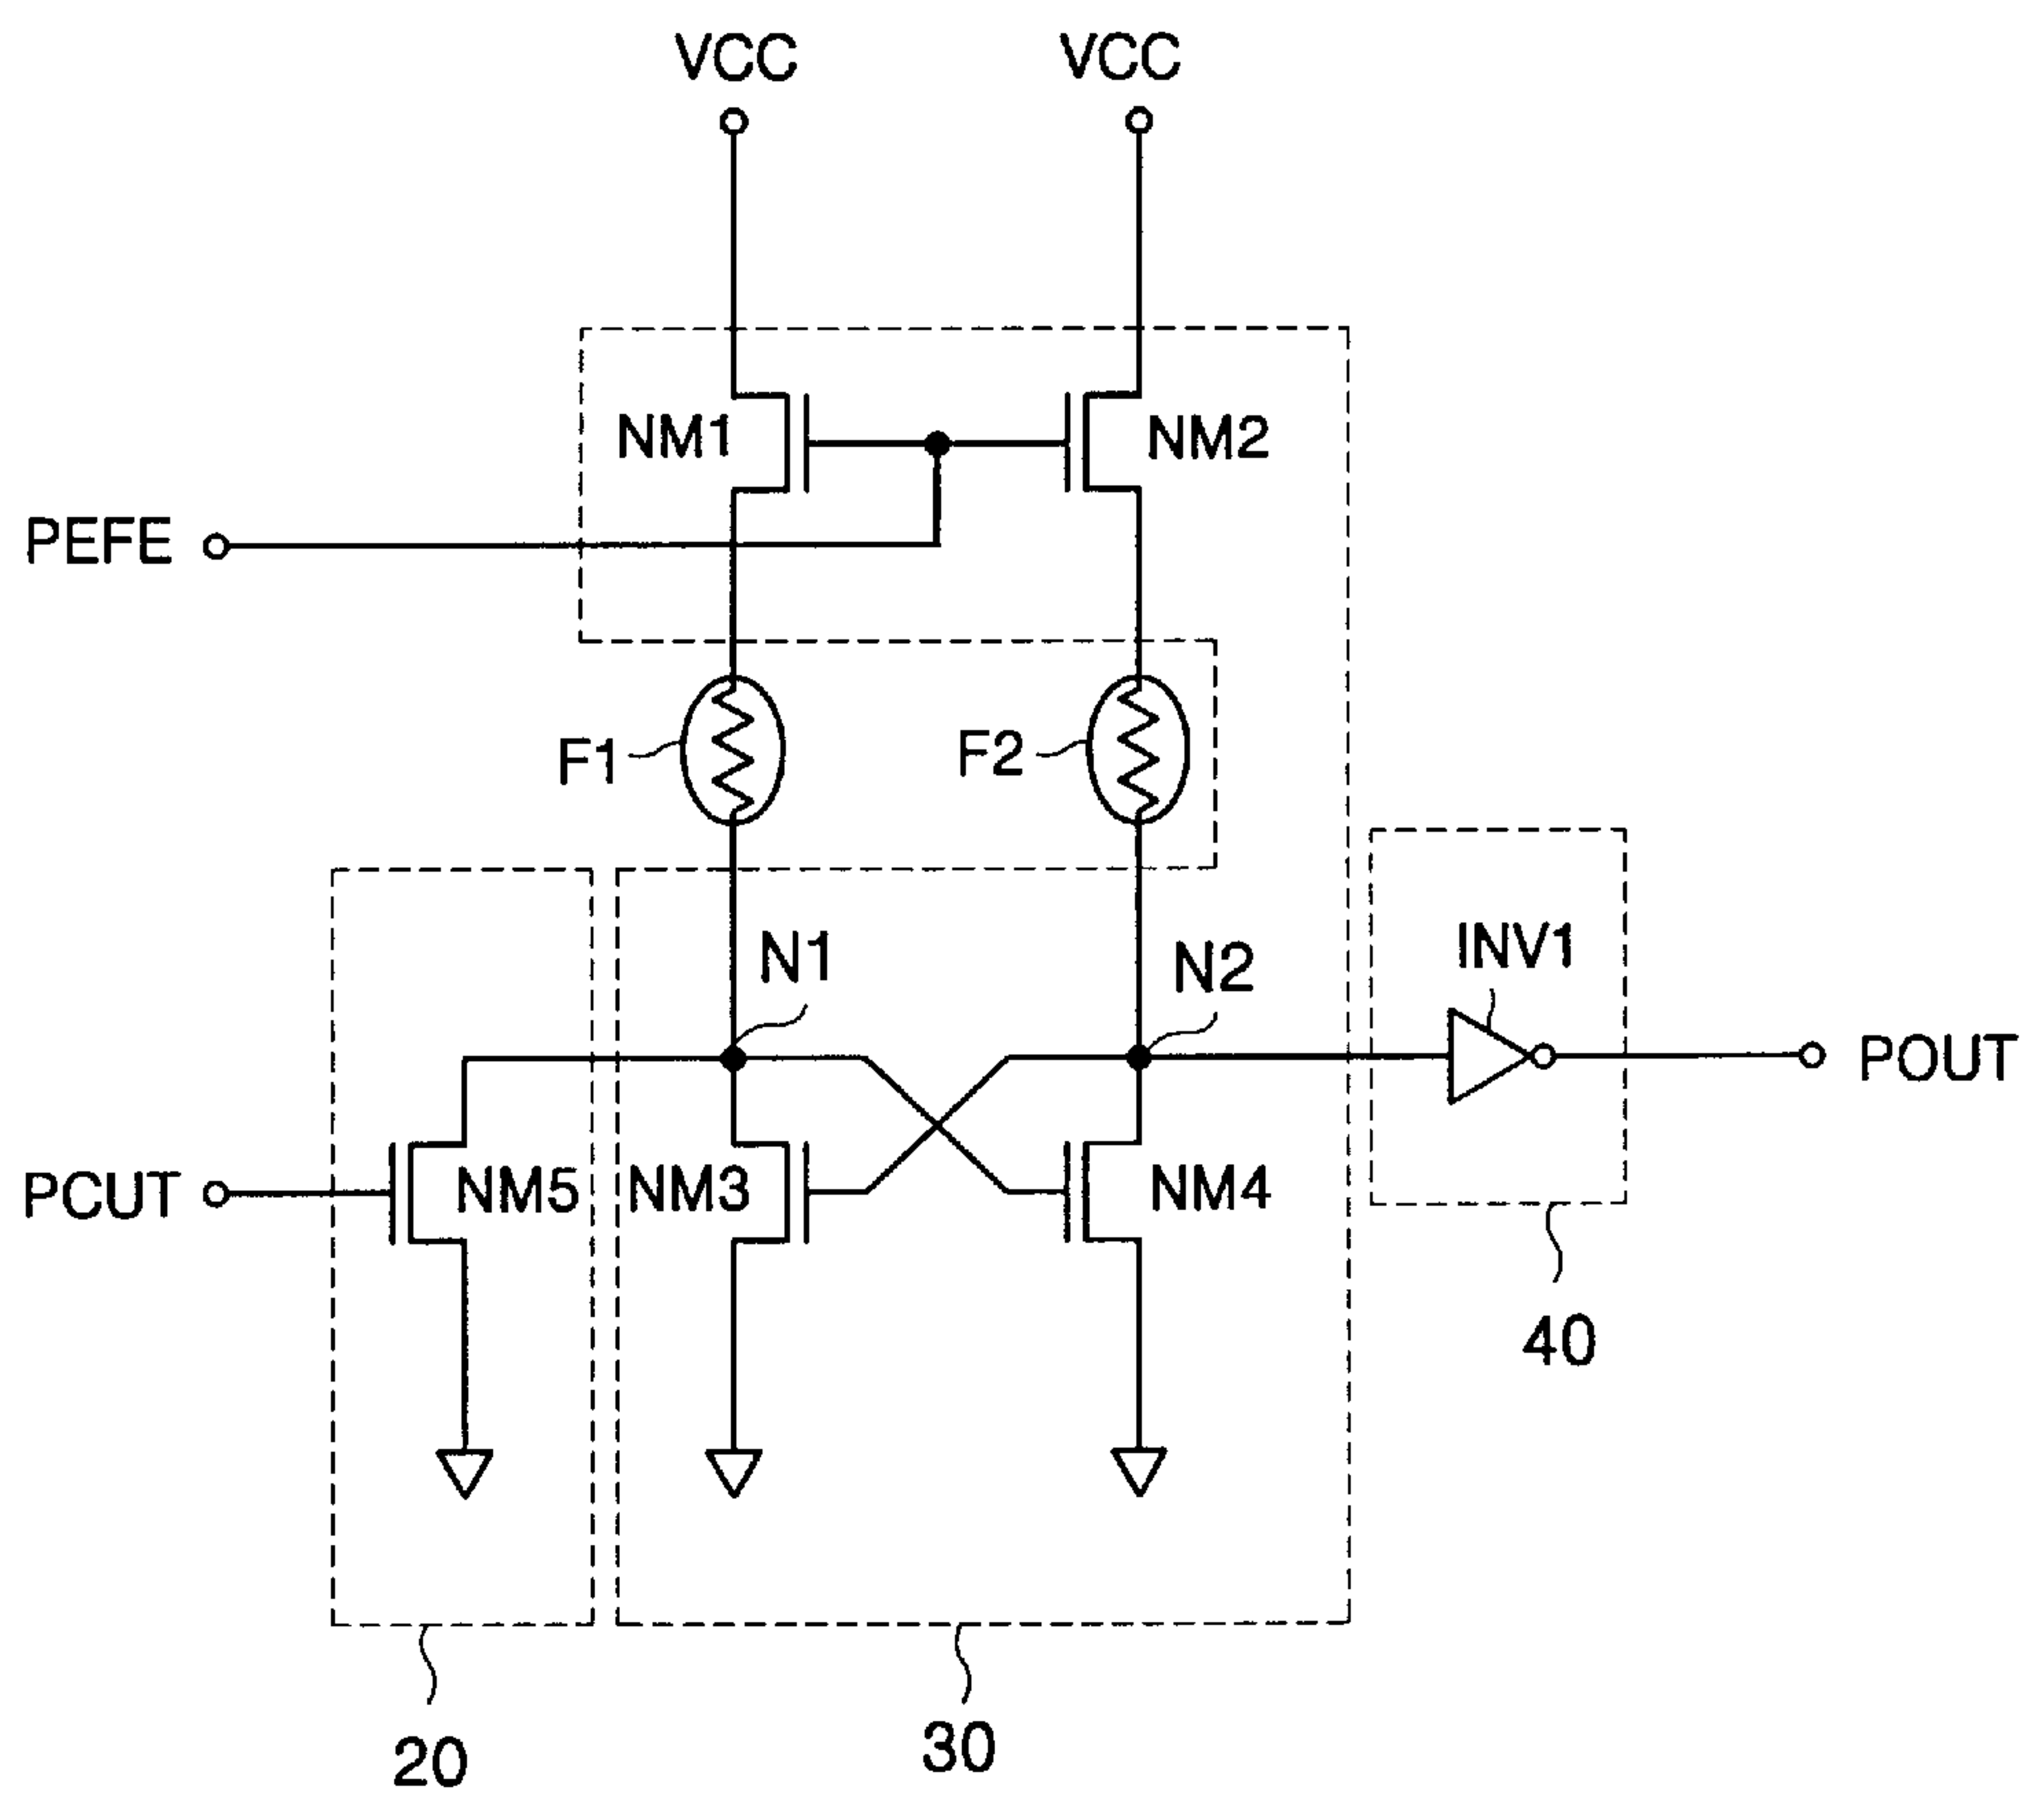 VCC VCC
NM1 NM2
PEFE
F1 F2
N1 N2 INV1
POUT
PCUT NM5 NM3 NM4
40
20 30